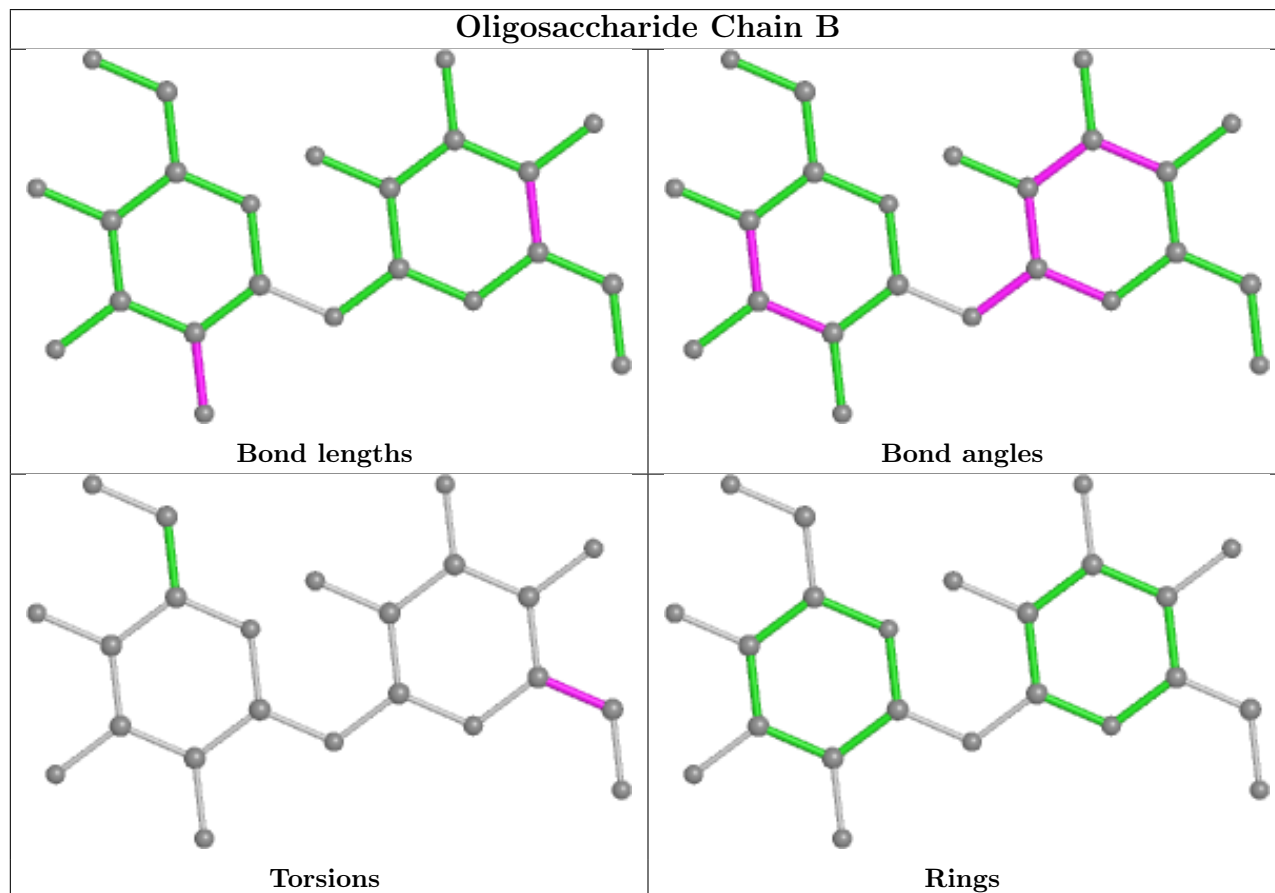 Oligosaccharide Chain B
Bond lengths
Bond angles
Torsions
Rings